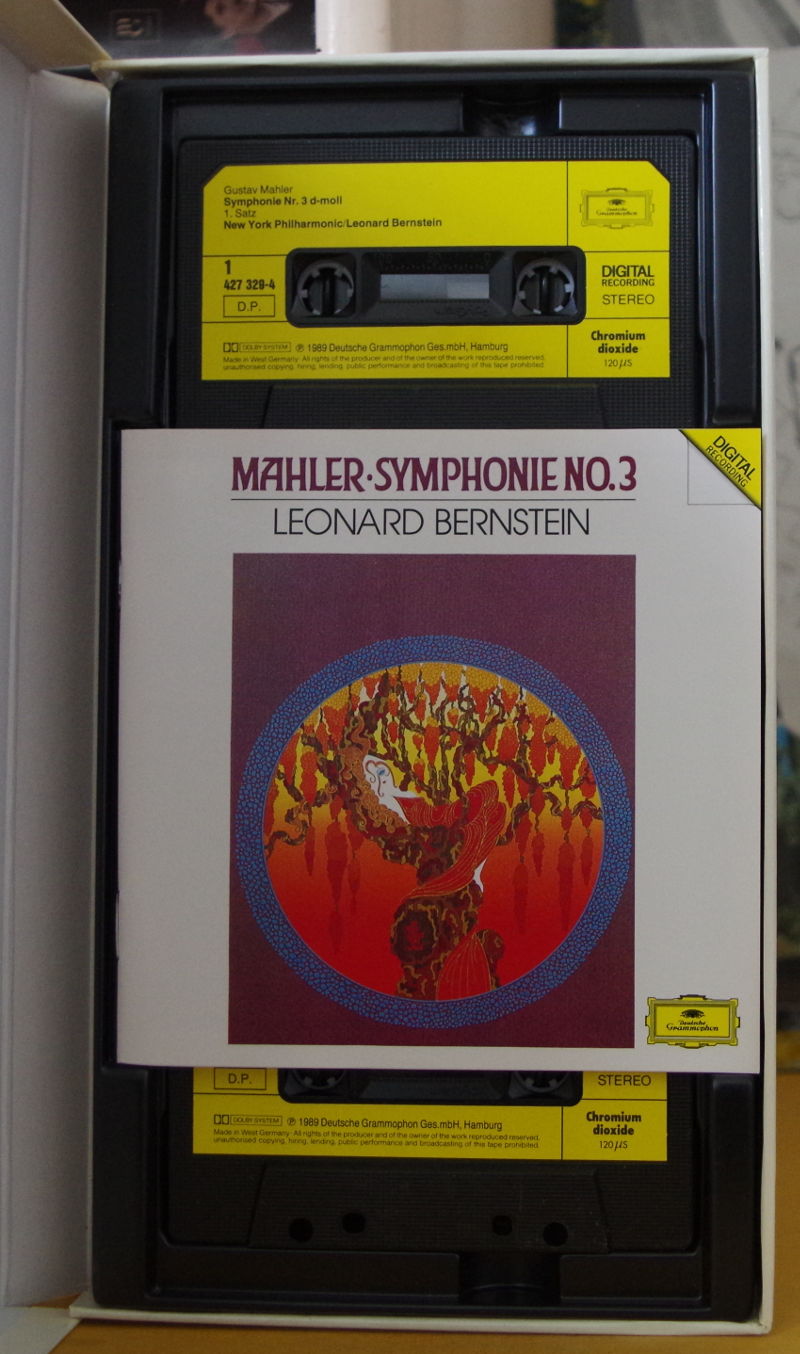 Gustav Mahler
Symphonie Nr. 3 d-moll
1. Satz
New York Philharmonic/Leonard Bernstein
Deutsche
Grammophon
1
427 329-4
D.P.
DIGITAL
RECORDING
STEREO
DOLBY SYSTEM ℗ 1989 Deutsche Grammophon Ges.mbH, Hamburg
Made in West Germany · All rights of the producer and of the owner of the work reproduced reserved,
unauthorised copying, hiring, lending, public performance and broadcasting of this tape prohibited.
Chromium
dioxide
120 µS
MAHLER·SYMPHONIE NO.3
LEONARD BERNSTEIN
DIGITAL
RECORDING
Deutsche
Grammophon
D.P.
STEREO
DOLBY SYSTEM ℗ 1989 Deutsche Grammophon Ges.mbH, Hamburg
Made in West Germany · All rights of the producer and of the owner of the work reproduced reserved,
unauthorised copying, hiring, lending, public performance and broadcasting of this tape prohibited.
Chromium
dioxide
120 µS